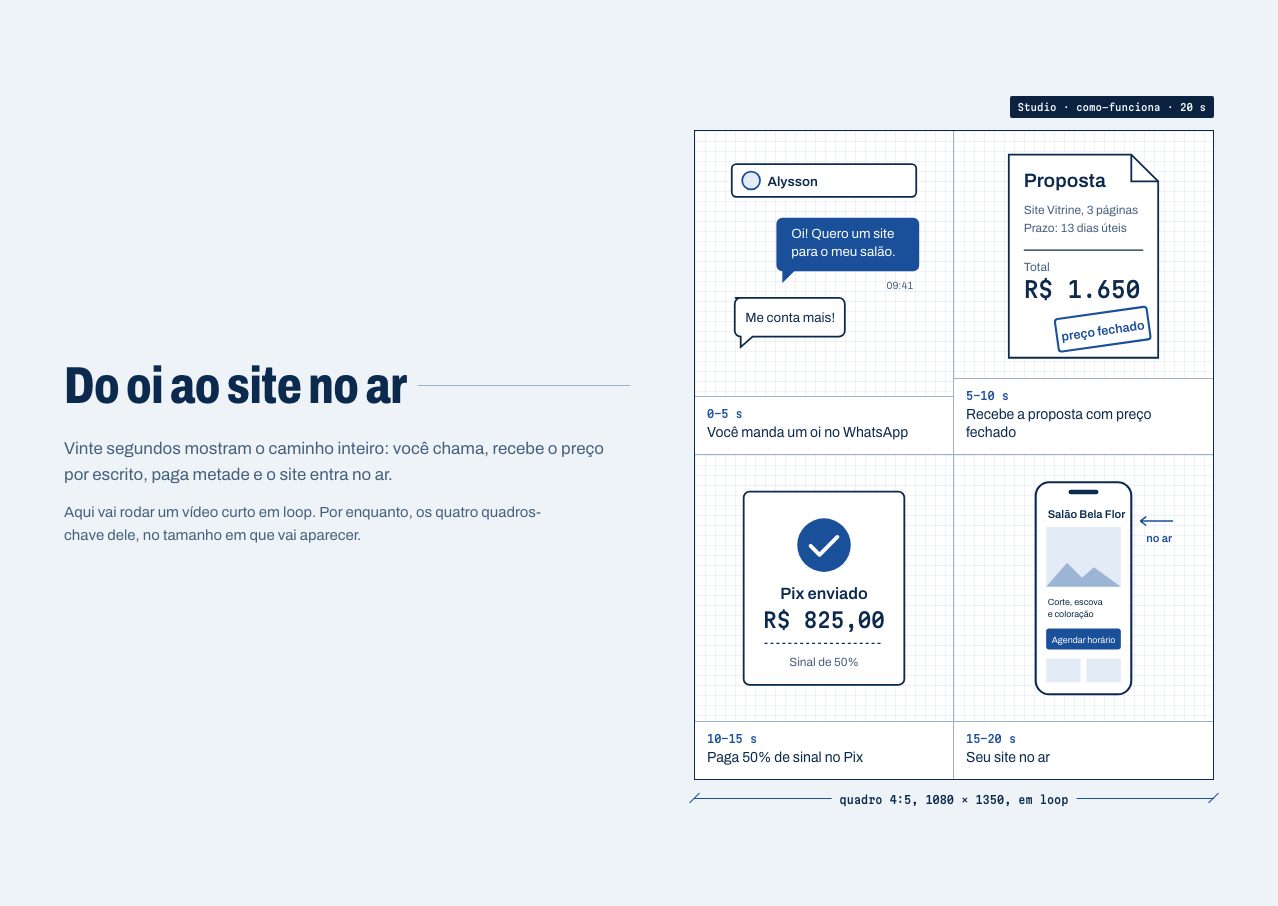 Do oi ao site no ar
Vinte segundos mostram o caminho inteiro: você chama, recebe o preço
por escrito, paga metade e o site entra no ar.
Aqui vai rodar um vídeo curto em loop. Por enquanto, os quatro quadros-
chave dele, no tamanho em que vai aparecer.
Studio · como-funciona · 20 s
Alysson
Oi! Quero um site
para o meu salão.
09:41
Me conta mais!
0–5 s
Você manda um oi no WhatsApp
Proposta
Site Vitrine, 3 páginas
Prazo: 13 dias úteis
Total
R$ 1.650
preço fechado
5–10 s
Recebe a proposta com preço
fechado
Pix enviado
R$ 825,00
Sinal de 50%
10–15 s
Paga 50% de sinal no Pix
Salão Bela Flor
no ar
Corte, escova
e coloração
Agendar horário
15–20 s
Seu site no ar
quadro 4:5, 1080 × 1350, em loop